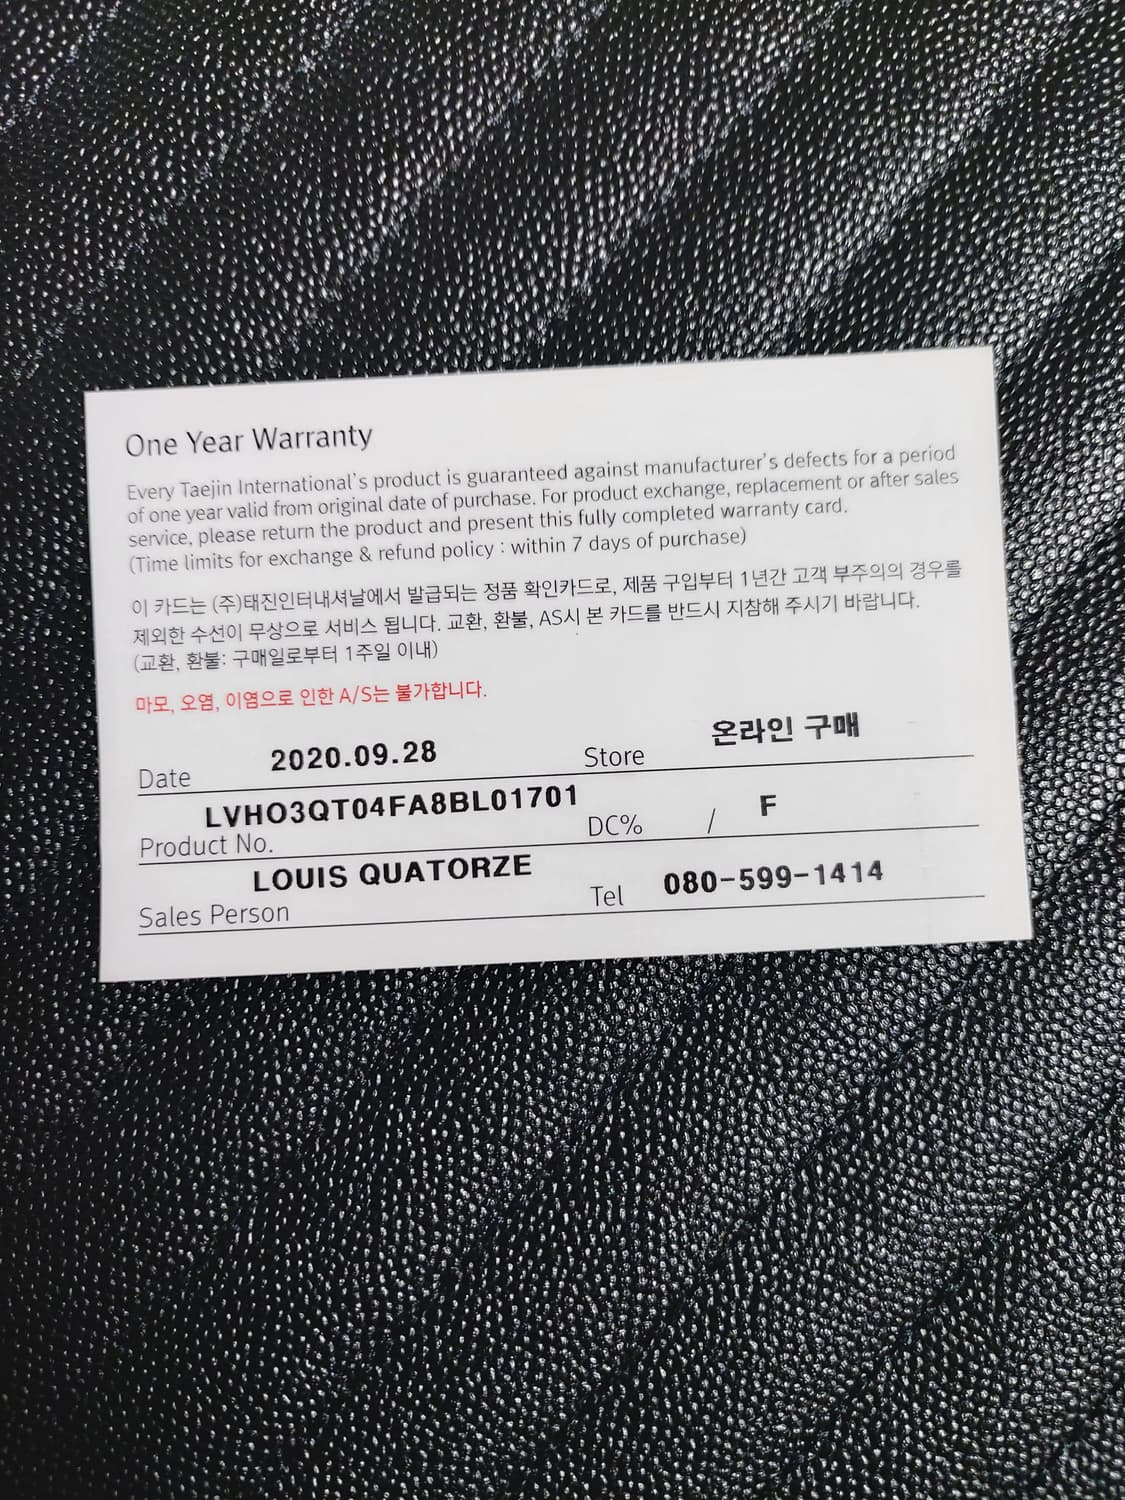 One Year Warranty
Every Taejin International's product is guaranteed against manufacturer's defects for a period
of one year valid from original date of purchase. For product exchange, replacement or after sales
service, please return the product and present this fully completed warranty card.
(Time limits for exchange & refund policy : within 7 days of purchase)
이 카드는 (주)태진인터내셔날에서 발급되는 정품 확인카드로, 제품 구입부터 1년간 고객 부주의의 경우를
제외한 수선이 무상으로 서비스 됩니다. 교환, 환불, AS시 본 카드를 반드시 지참해 주시기 바랍니다.
(교환, 환불: 구매일로부터 1주일 이내)
마모, 오염, 이염으로 인한 A/S는 불가합니다.
Date 2020.09.28 Store 온라인 구매
Product No. LVHO3QT04FA8BL01701 DC% / F
Sales Person LOUIS QUATORZE Tel 080-599-1414